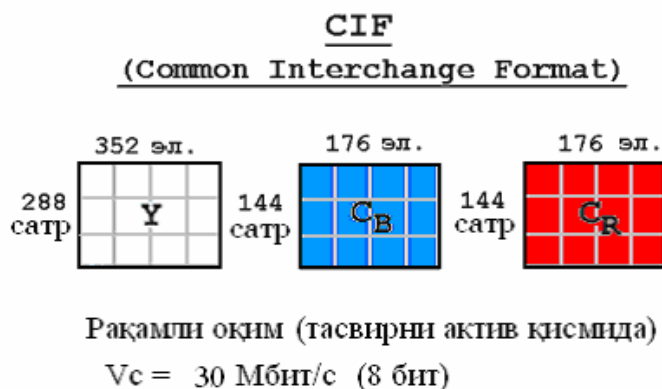 CIF
(Common Interchange Format)
352 эл. 176 эл. 176 эл.
288 сатр Y 144 сатр CB 144 сатр CR
Рақамли оқим (тасвирни актив қисмида)
Vc = 30 Мбит/с (8 бит)